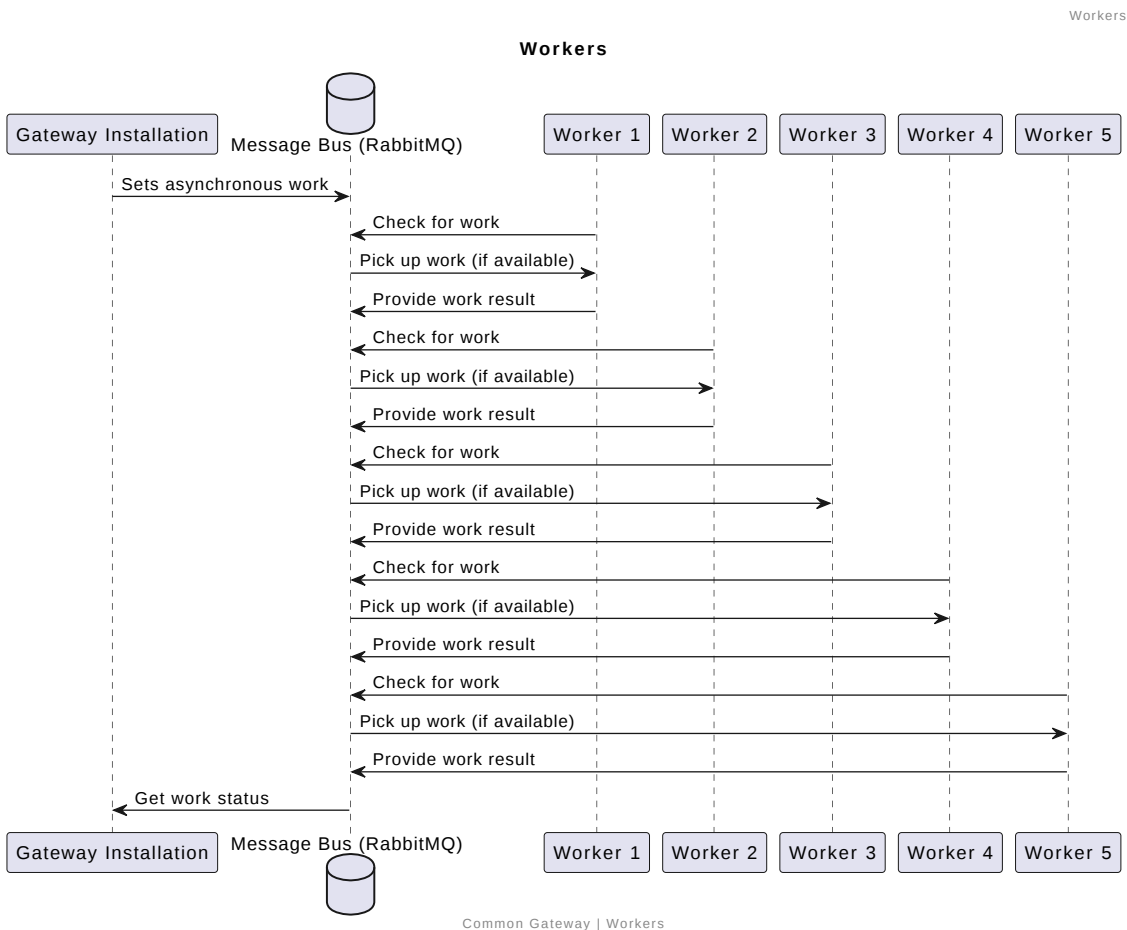 Workers
Workers
Gateway Installation
Message Bus (RabbitMQ)
Worker 1
Worker 2
Worker 3
Worker 4
Worker 5
Sets asynchronous work
Check for work
Pick up work (if available)
Provide work result
Check for work
Pick up work (if available)
Provide work result
Check for work
Pick up work (if available)
Provide work result
Check for work
Pick up work (if available)
Provide work result
Check for work
Pick up work (if available)
Provide work result
Get work status
Gateway Installation
Message Bus (RabbitMQ)
Worker 1
Worker 2
Worker 3
Worker 4
Worker 5
Common Gateway | Workers